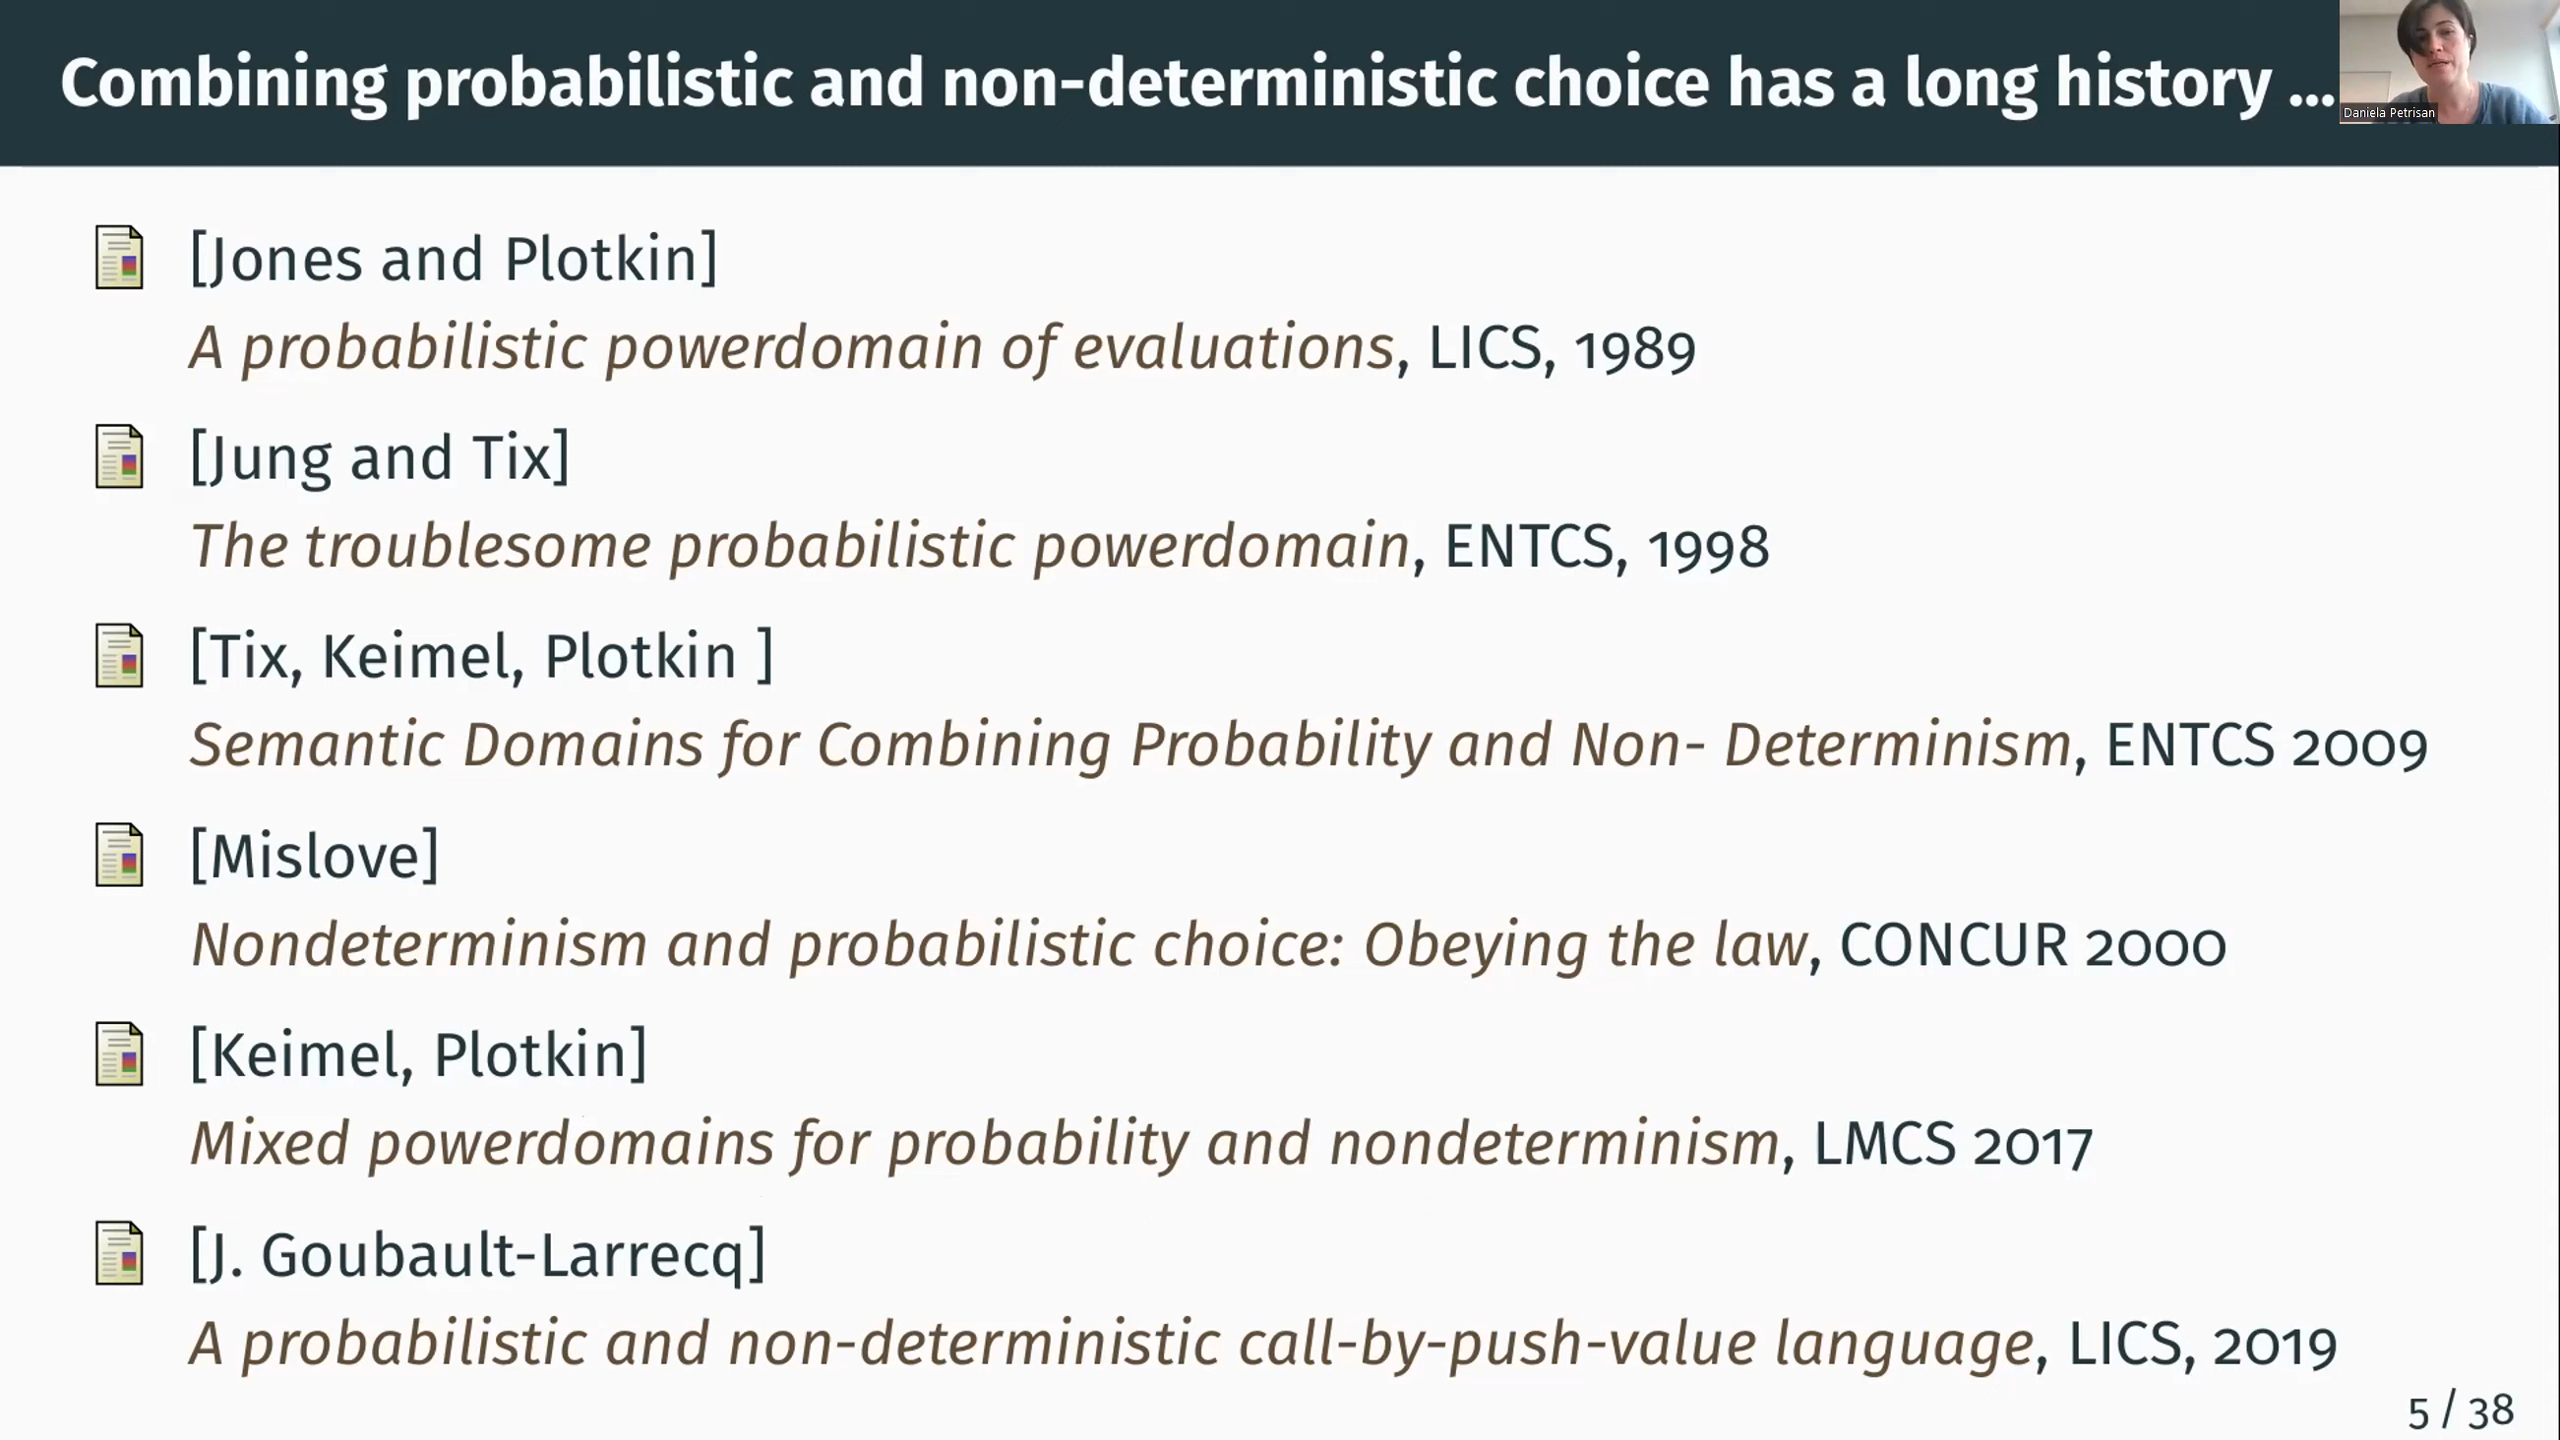 Combining probabilistic and non-deterministic choice has a long history ...
Daniela Petrisan
[Jones and Plotkin]
A probabilistic powerdomain of evaluations, LICS, 1989
[Jung and Tix]
The troublesome probabilistic powerdomain, ENTCS, 1998
[Tix, Keimel, Plotkin ]
Semantic Domains for Combining Probability and Non- Determinism, ENTCS 2009
[Mislove]
Nondeterminism and probabilistic choice: Obeying the law, CONCUR 2000
[Keimel, Plotkin]
Mixed powerdomains for probability and nondeterminism, LMCS 2017
[J. Goubault-Larrecq]
A probabilistic and non-deterministic call-by-push-value language, LICS, 2019
5 / 38